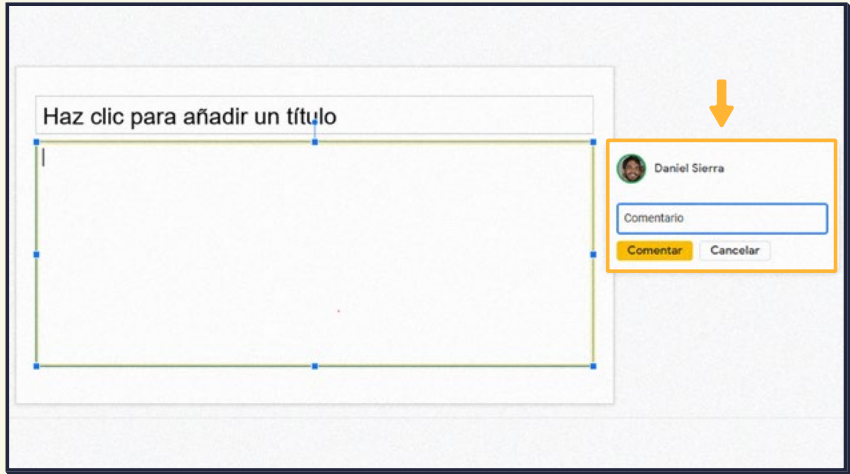 Haz clic para añadir un título
Daniel Sierra
Comentario
Comentar Cancelar